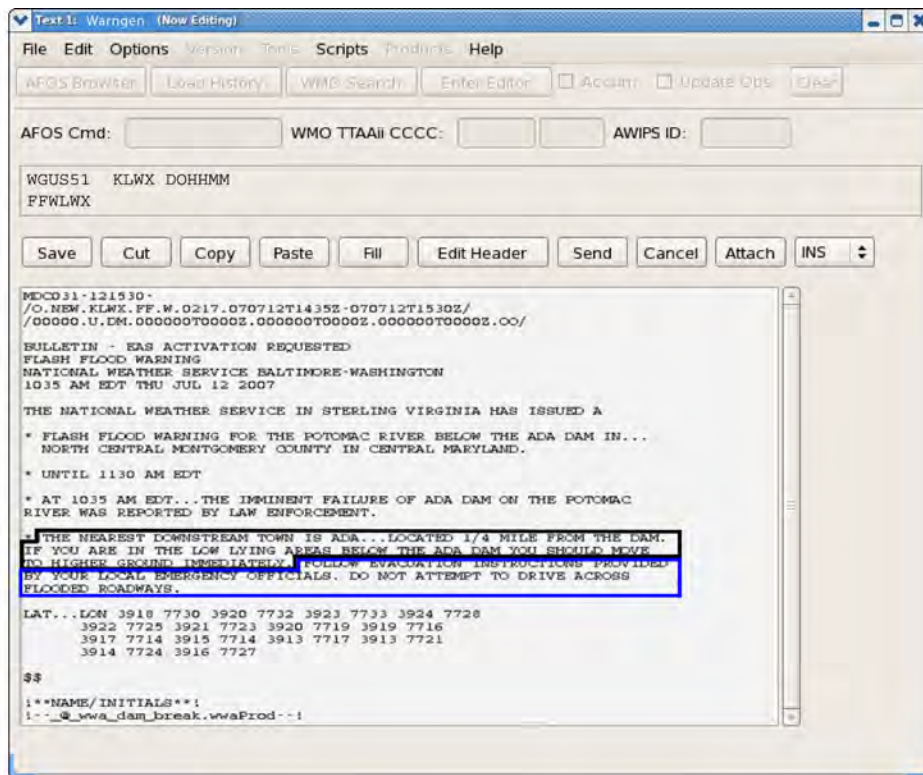 Text 1: Warngen (Now Editing)
File Edit Options Version Tools Scripts Products Help
AFOS Browser Load History WMO Search Enter Editor Accum Update Obs Clear
AFOS Cmd: WMO TTAAii CCCC: AWIPS ID:
WGUS51 KLWX DOHHMM
FFWLWX
Save Cut Copy Paste Fill Edit Header Send Cancel Attach INS
MDC031-121530-
/O.NEW.KLWX.FF.W.0217.070712T1435Z-070712T1530Z/
/00000.U.DM.000000T0000Z.000000T0000Z.000000T0000Z.OO/
BULLETIN - EAS ACTIVATION REQUESTED
FLASH FLOOD WARNING
NATIONAL WEATHER SERVICE BALTIMORE-WASHINGTON
1035 AM EDT THU JUL 12 2007
THE NATIONAL WEATHER SERVICE IN STERLING VIRGINIA HAS ISSUED A
* FLASH FLOOD WARNING FOR THE POTOMAC RIVER BELOW THE ADA DAM IN...
NORTH CENTRAL MONTGOMERY COUNTY IN CENTRAL MARYLAND.
* UNTIL 1130 AM EDT
* AT 1035 AM EDT...THE IMMINENT FAILURE OF ADA DAM ON THE POTOMAC
RIVER WAS REPORTED BY LAW ENFORCEMENT.
* THE NEAREST DOWNSTREAM TOWN IS ADA...LOCATED 1/4 MILE FROM THE DAM.
IF YOU ARE IN THE LOW LYING AREAS BELOW THE ADA DAM YOU SHOULD MOVE
TO HIGHER GROUND IMMEDIATELY. FOLLOW EVACUATION INSTRUCTIONS PROVIDED
BY YOUR LOCAL EMERGENCY OFFICIALS. DO NOT ATTEMPT TO DRIVE ACROSS
FLOODED ROADWAYS.
LAT...LON 3918 7730 3920 7732 3923 7733 3924 7728
3922 7725 3921 7723 3920 7719 3919 7716
3917 7714 3915 7714 3913 7717 3913 7721
3914 7724 3916 7727
$$
!**NAME/INITIALS**!
!--_@_wwa_dam_break.wwaProd--!